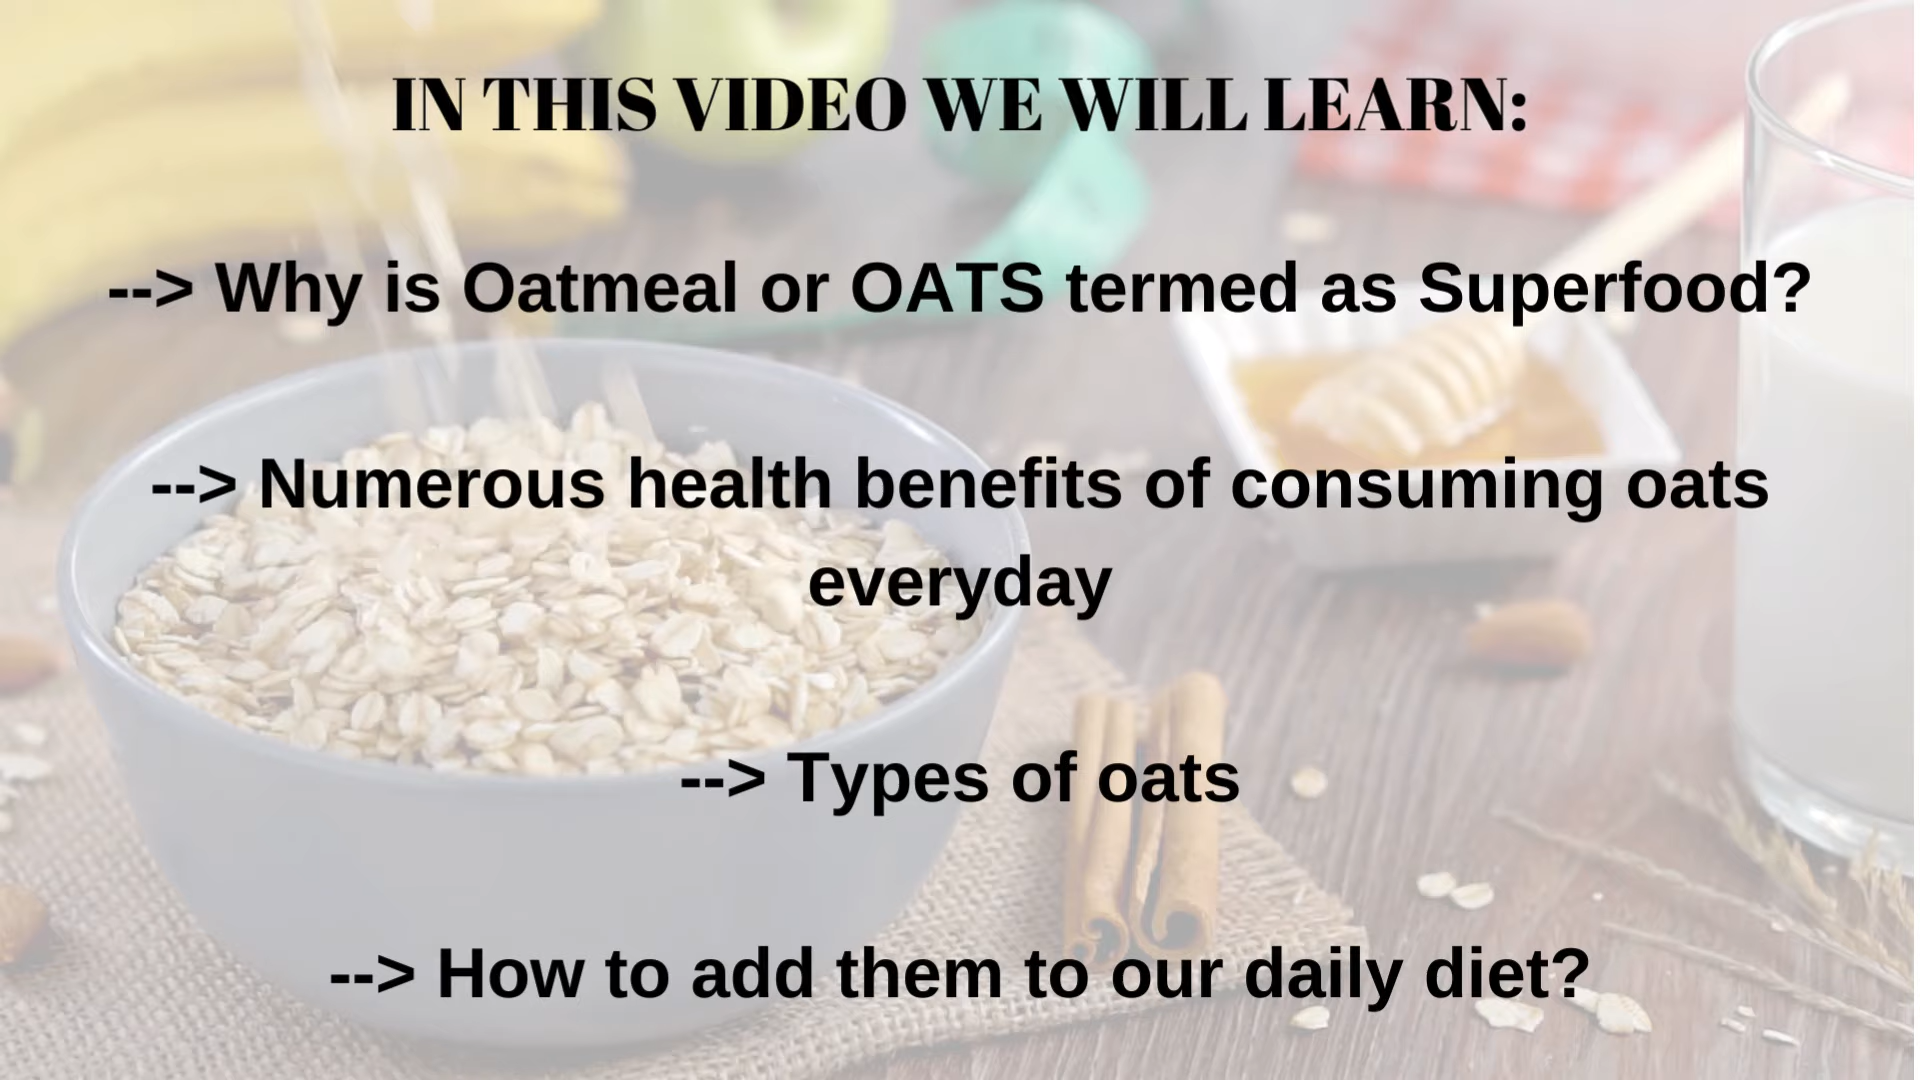 IN THIS VIDEO WE WILL LEARN:
--> Why is Oatmeal or OATS termed as Superfood?
--> Numerous health benefits of consuming oats
everyday
--> Types of oats
--> How to add them to our daily diet?